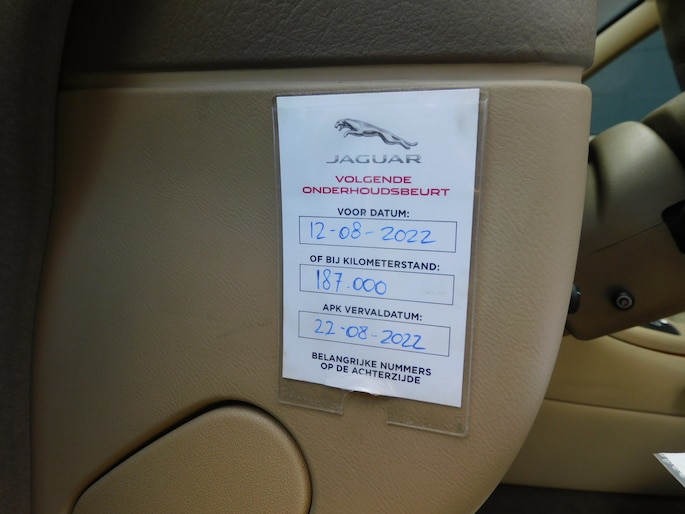 JAGUAR
VOLGENDE
ONDERHOUDSBEURT
VOOR DATUM:
12-08-2022
OF BIJ KILOMETERSTAND:
187.000
APK VERVALDATUM:
22-08-2022
BELANGRIJKE NUMMERS
OP DE ACHTERZIJDE